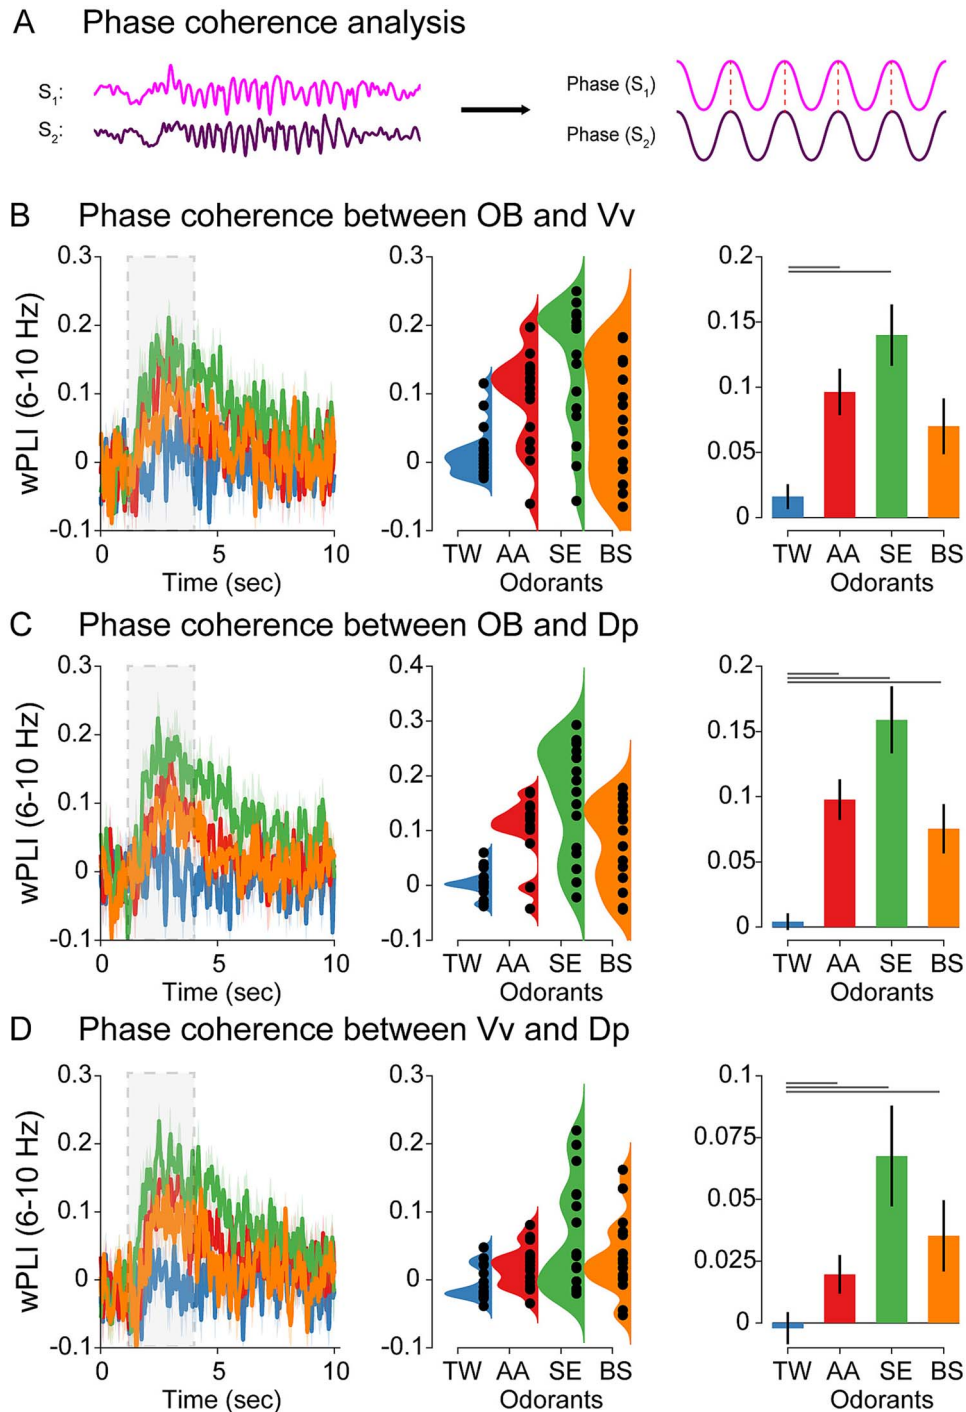 A Phase coherence analysis
S1:
S2:
Phase (S1)
Phase (S2)
B Phase coherence between OB and Vv
wPLI (6-10 Hz)
0.3
0.2
0.1
0
-0.1
0 5 10
Time (sec)
0.3
0.2
0.1
0
-0.1
TW AA SE BS
Odorants
0.2
0.15
0.1
0.05
0
TW AA SE BS
Odorants
C Phase coherence between OB and Dp
wPLI (6-10 Hz)
0.3
0.2
0.1
0
-0.1
0 5 10
Time (sec)
0.4
0.3
0.2
0.1
0
-0.1
TW AA SE BS
Odorants
0.2
0.15
0.1
0.05
0
TW AA SE BS
Odorants
D Phase coherence between Vv and Dp
wPLI (6-10 Hz)
0.3
0.2
0.1
0
-0.1
0 5 10
Time (sec)
0.3
0.2
0.1
0
-0.1
TW AA SE BS
Odorants
0.1
0.075
0.05
0.025
0
TW AA SE BS
Odorants